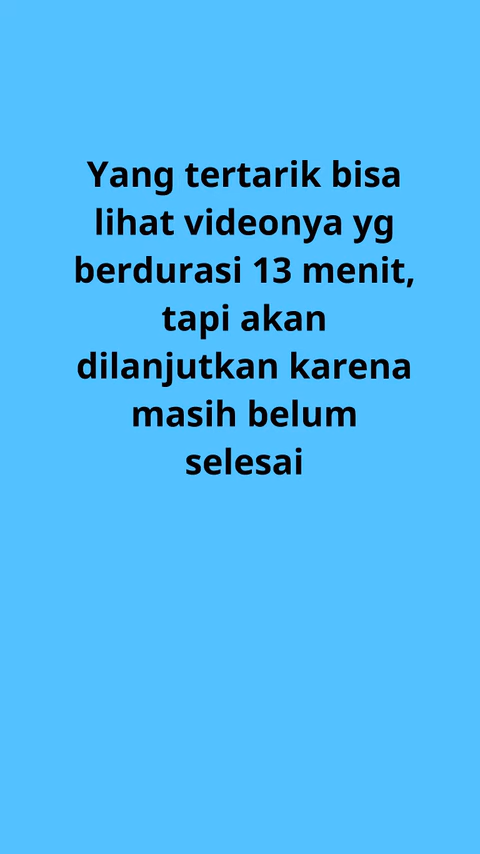 Yang tertarik bisa
lihat videonya yg
berdurasi 13 menit,
tapi akan
dilanjutkan karena
masih belum
selesai